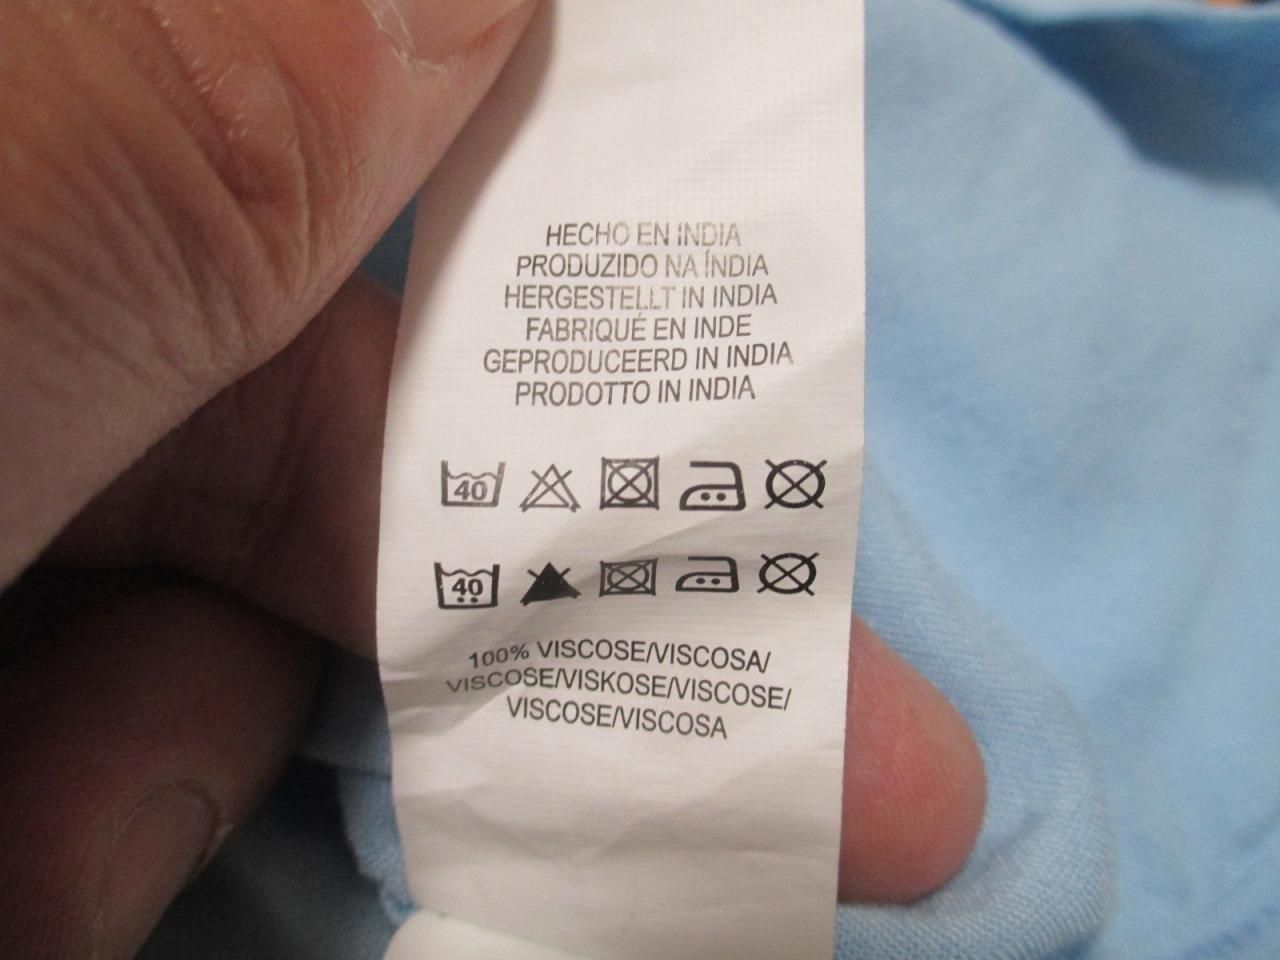 HECHO EN INDIA
PRODUZIDO NA ÍNDIA
HERGESTELLT IN INDIA
FABRIQUÉ EN INDE
GEPRODUCEERD IN INDIA
PRODOTTO IN INDIA
40
40
100% VISCOSE/VISCOSA/
VISCOSE/VISKOSE/VISCOSE/
VISCOSE/VISCOSA